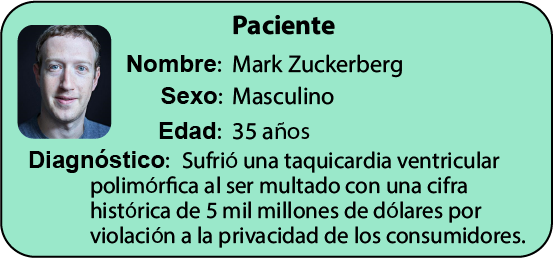 Paciente
Nombre: Mark Zuckerberg
Sexo: Masculino
Edad: 35 años
Diagnóstico: Sufrió una taquicardia ventricular
polimórfica al ser multado con una cifra
histórica de 5 mil millones de dólares por
violación a la privacidad de los consumidores.